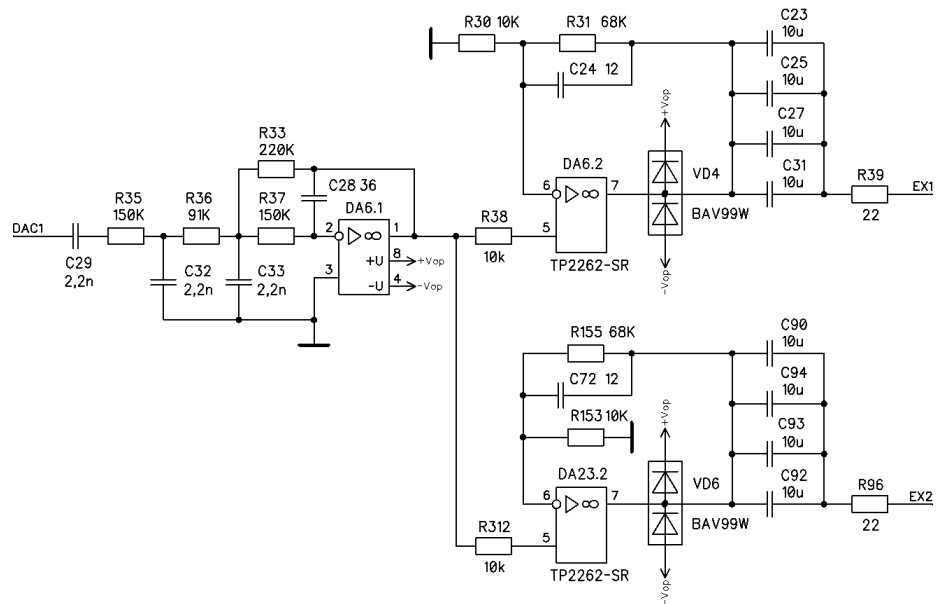 R30 10K
R31 68K
C23
10u
C24 12
C25
10u
+Vop
C27
10u
R33
220K
DA6.2
VD4
C31
10u
R35
150K
R36
91K
R37
150K
C28 36
DA6.1
6
7
R39
EX1
DAC1
2
1
R38
5
BAV99W
22
C29
2,2n
C32
2,2n
C33
2,2n
3
+U
8
+Vop
10k
TP2262-SR
-U
4
-Vop
-Vop
R155 68K
C90
10u
C72 12
C94
10u
R153 10K
+Vop
C93
10u
DA23.2
VD6
C92
10u
6
7
R96
EX2
R312
5
BAV99W
22
10k
TP2262-SR
-Vop